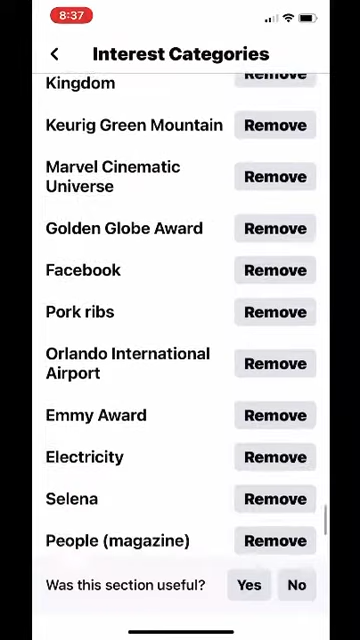 8:37
Interest Categories
Kingdom Remove
Keurig Green Mountain Remove
Marvel Cinematic
Universe Remove
Golden Globe Award Remove
Facebook Remove
Pork ribs Remove
Orlando International
Airport Remove
Emmy Award Remove
Electricity Remove
Selena Remove
People (magazine) Remove
Was this section useful? Yes No